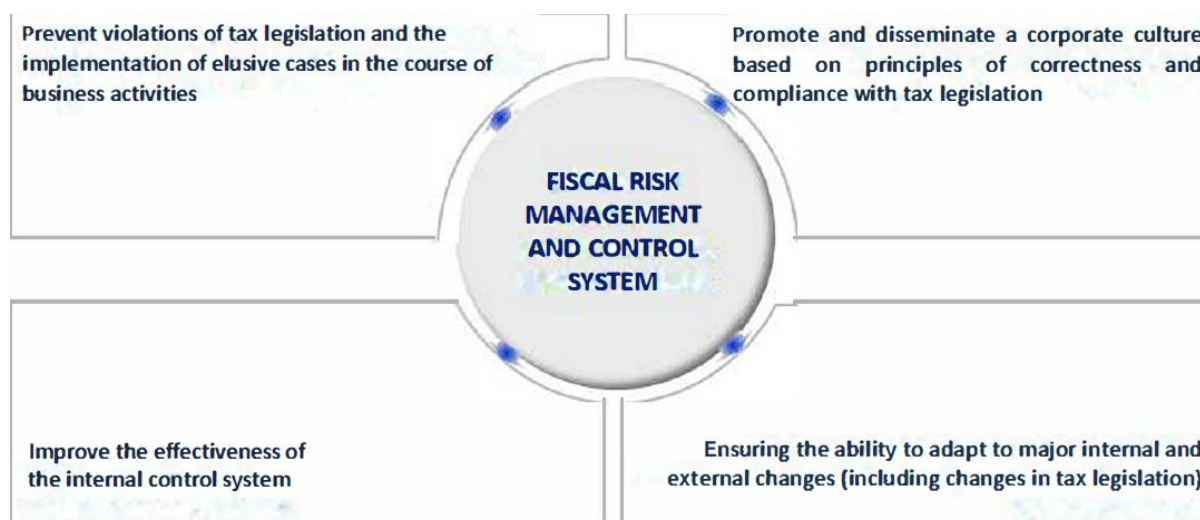 Prevent violations of tax legislation and the
implementation of elusive cases in the course of
business activities
Promote and disseminate a corporate culture
based on principles of correctness and
compliance with tax legislation
FISCAL RISK
MANAGEMENT
AND CONTROL
SYSTEM
Improve the effectiveness of
the internal control system
Ensuring the ability to adapt to major internal and
external changes (including changes in tax legislation)